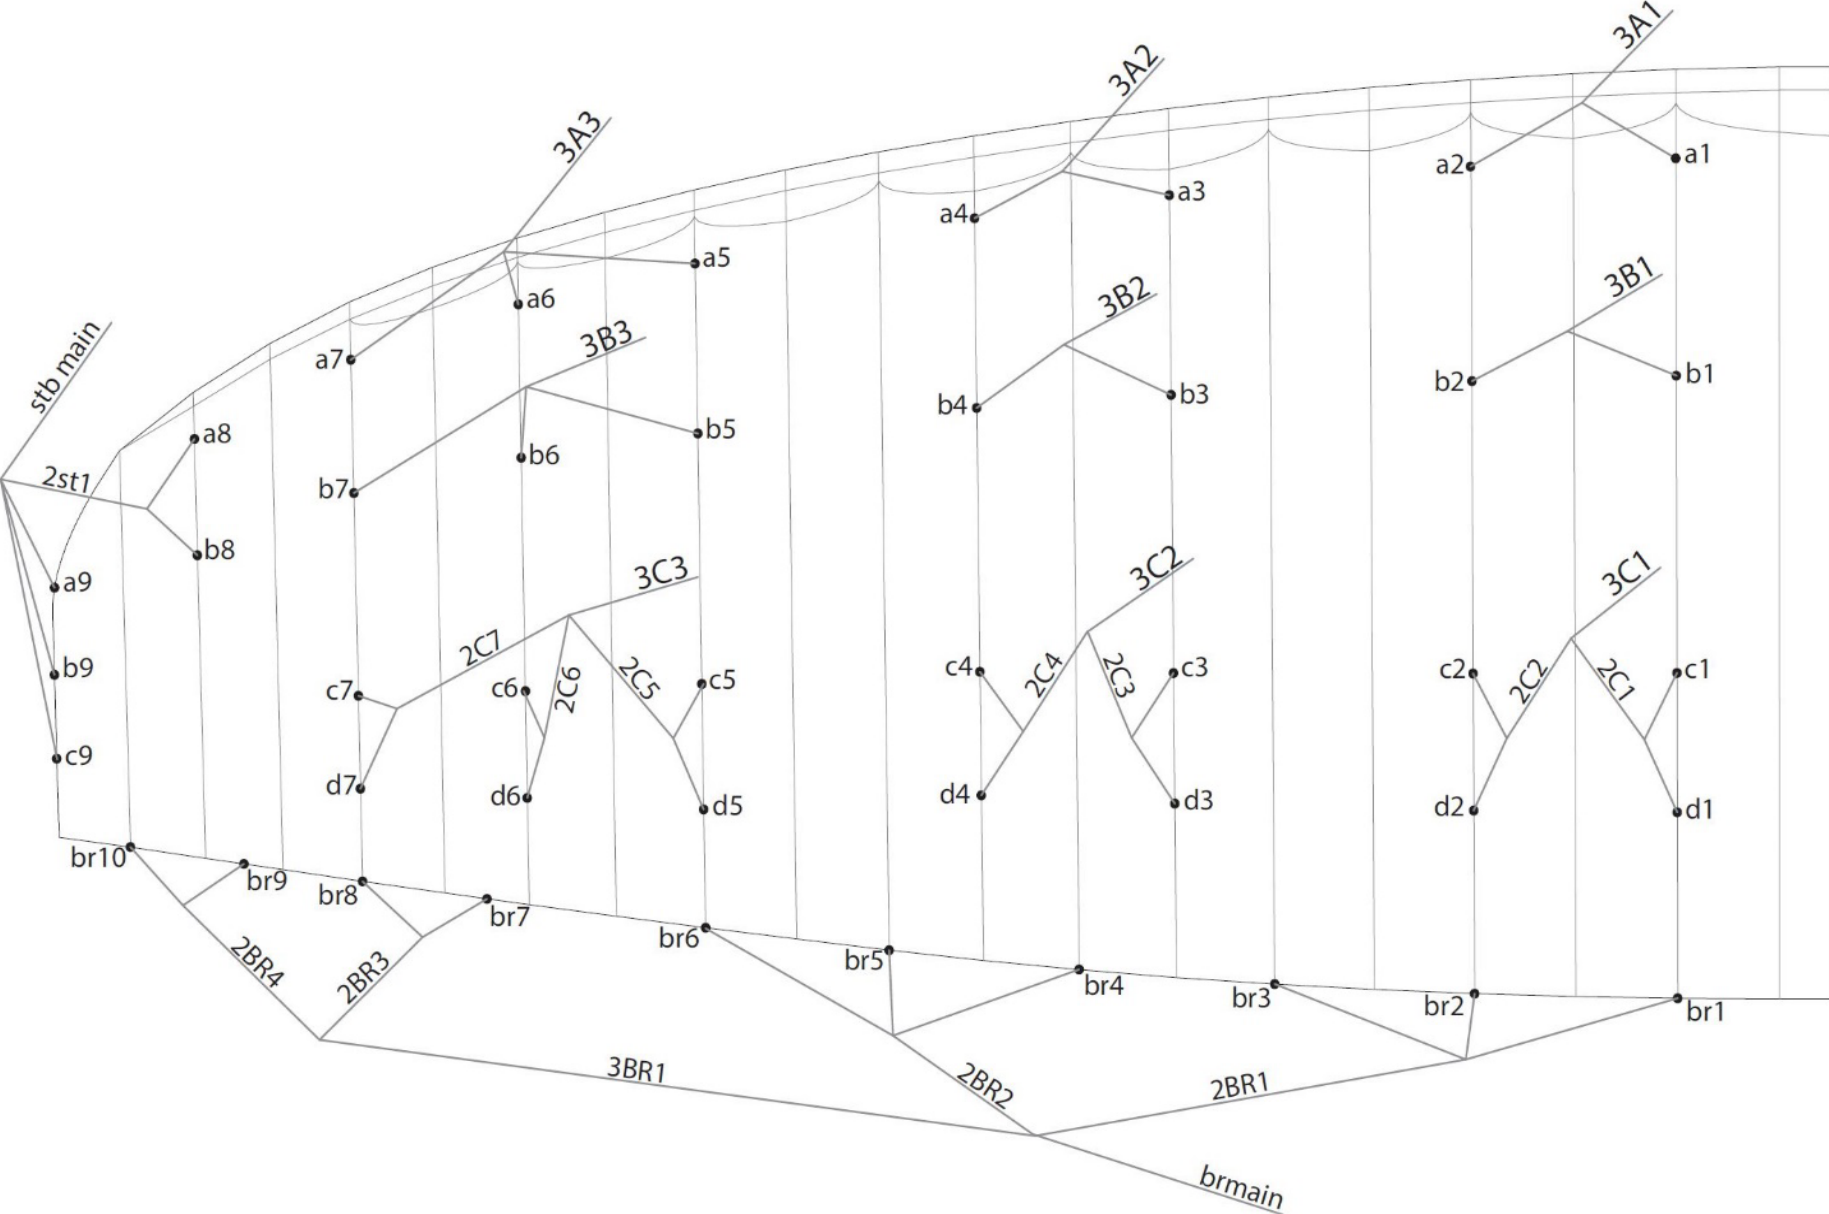 3A1
3A2
3A3
a1
a2
a3
a4
a5
a6
a7
a8
stb main
2st1
3B1
3B2
3B3
b1
b2
b3
b4
b5
b6
b7
b8
a9
b9
c9
3C1
3C2
3C3
2C7
2C6
2C5
2C4
2C3
2C2
2C1
c7
c6
c5
c4
c3
c2
c1
d7
d6
d5
d4
d3
d2
d1
br10
br9
br8
br7
br6
br5
br4
br3
br2
br1
2BR4
2BR3
3BR1
2BR2
2BR1
brmain